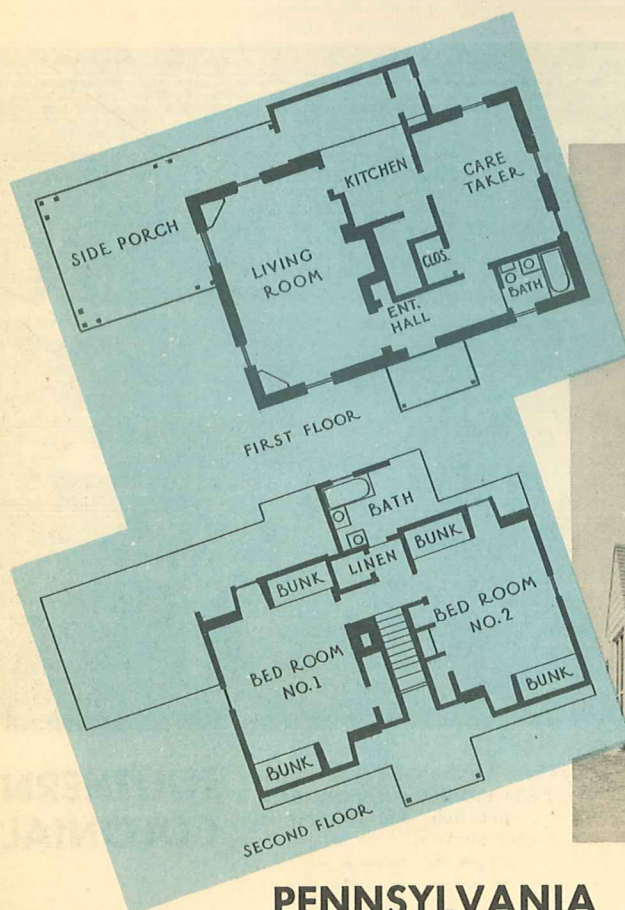 SIDE PORCH
LIVING
ROOM
KITCHEN
CARE
TAKER
CLOS.
BATH
ENT.
HALL
FIRST FLOOR
BATH
LINEN
BUNK
BUNK
BED ROOM
NO.1
BED ROOM
NO.2
BUNK
BUNK
SECOND FLOOR
PENNSYLVANIA